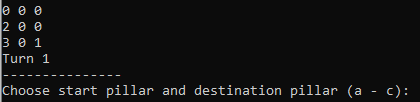 0 0 0
2 0 0
3 0 1
Turn 1
---------------
Choose start pillar and destination pillar (a - c):